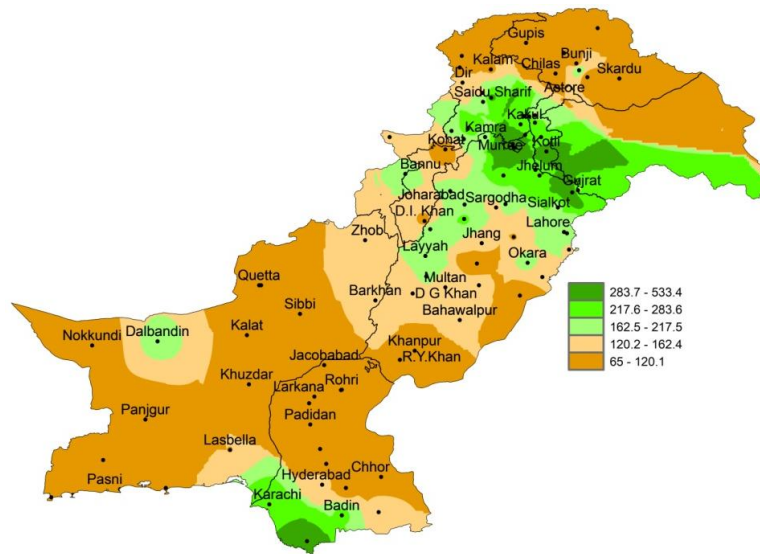 Gupis
Bunji
Kalam
Chilas
Skardu
Dir
Astore
Saidu Sharif
Kakul
Kamra
Kohat
Murree
Kotli
Bannu
Jhelum
Gujrat
Joharabad
Sargodha
D.I. Khan
Sialkot
Zhob
Jhang
Lahore
Layyah
Okara
Quetta
Multan
Barkhan
D G Khan
Sibbi
Bahawalpur
Nokkundi
Dalbandin
Kalat
Khanpur
R.Y.Khan
Jacobabad
Khuzdar
Rohri
Larkana
Panjgur
Padidan
Lasbella
Pasni
Hyderabad
Chhor
Karachi
Badin
283.7 - 533.4
217.6 - 283.6
162.5 - 217.5
120.2 - 162.4
65 - 120.1